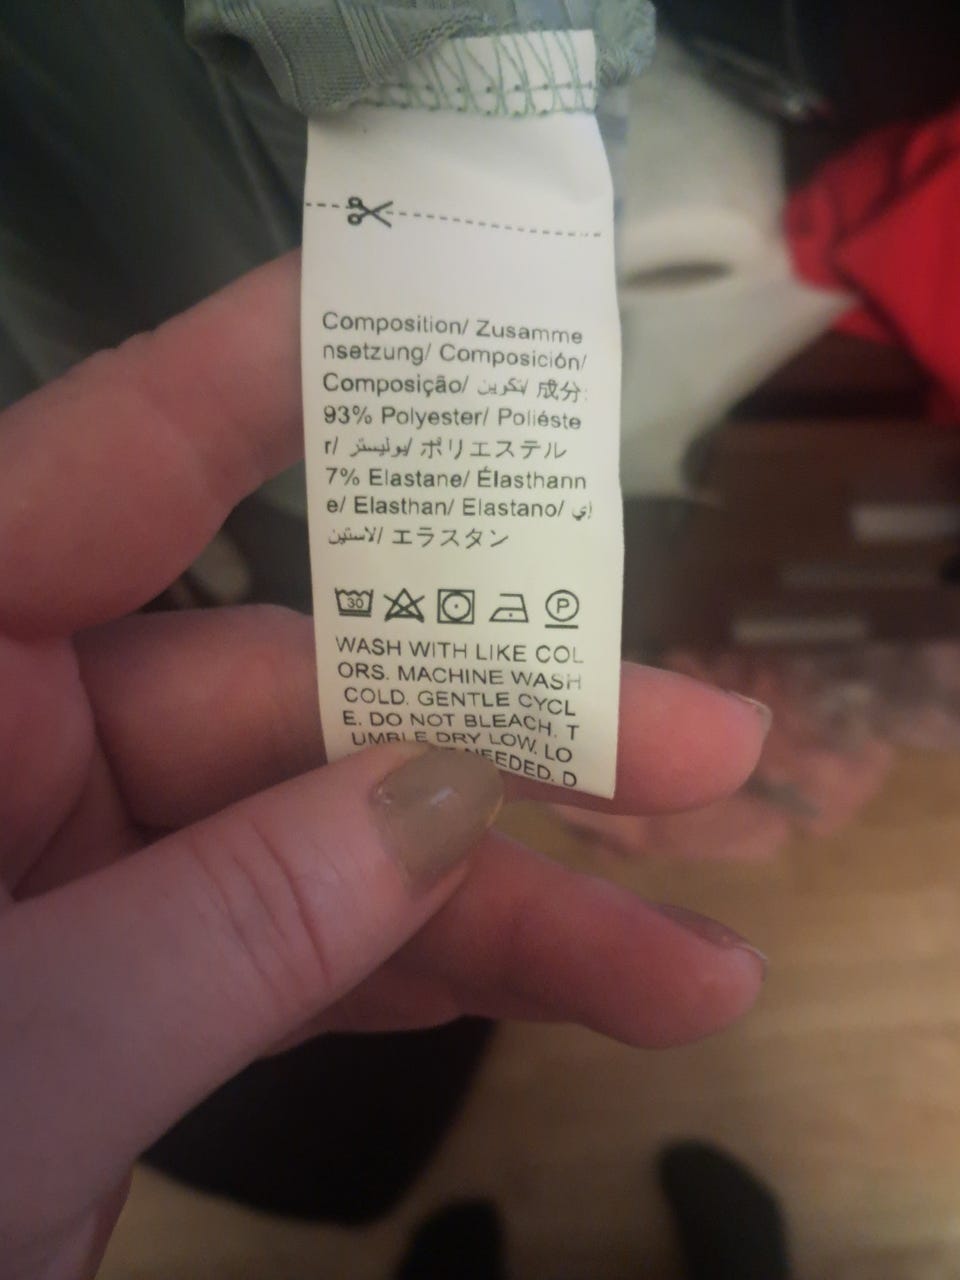 Composition/ Zusamme
nsetzung/ Composición/
Composição/ تكوين/ 成分:
93% Polyester/ Poliéste
r/ بوليستر/ ポリエステル
7% Elastane/ Élasthann
e/ Elasthan/ Elastano/ إي
لاستين/ エラスタン
30
P
WASH WITH LIKE COL
ORS. MACHINE WASH
COLD. GENTLE CYCL
E. DO NOT BLEACH. T
UMBLE DRY LOW. LO
NEEDED. D